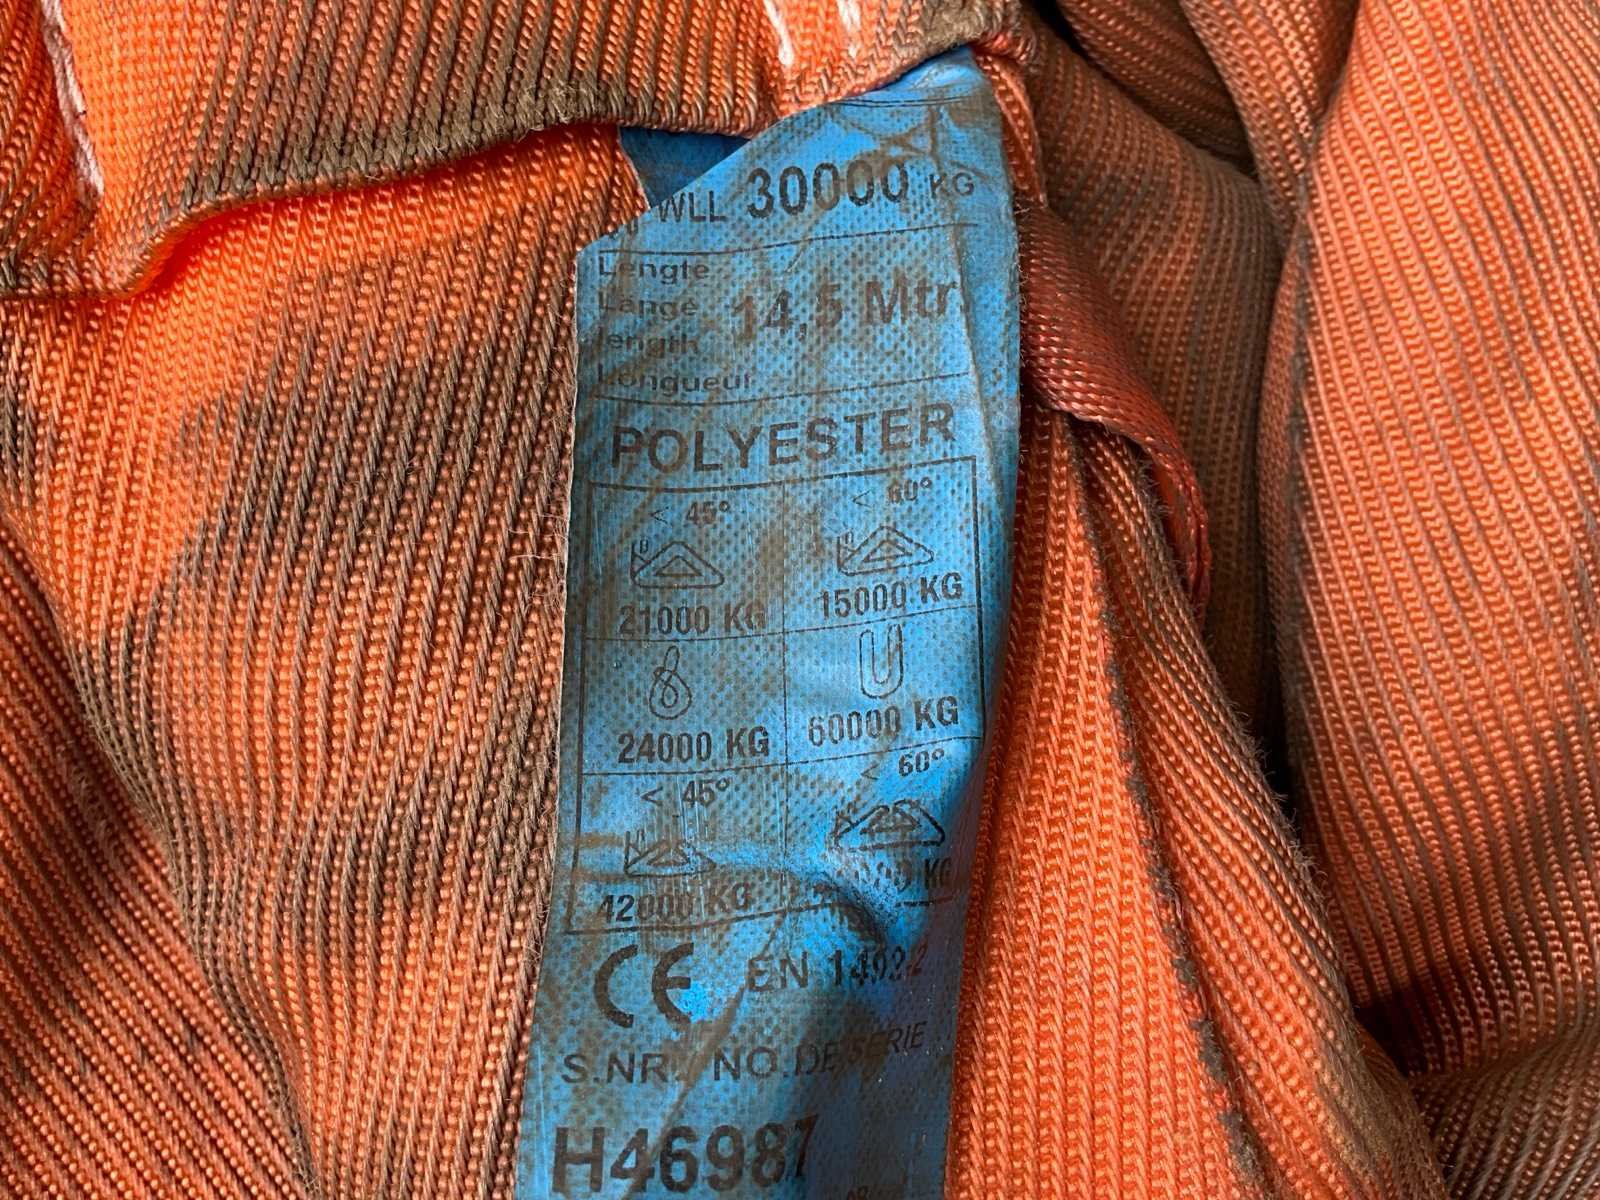 WLL 30000 KG
Lengte
Länge
length
Longueur
14,5 Mtr
POLYESTER
< 45°
< 60°
21000 KG
15000 KG
24000 KG
60000 KG
< 45°
< 60°
42000 KG
KG
CE
EN 1492-2
S.NR. NO.DE SERIE
H46987